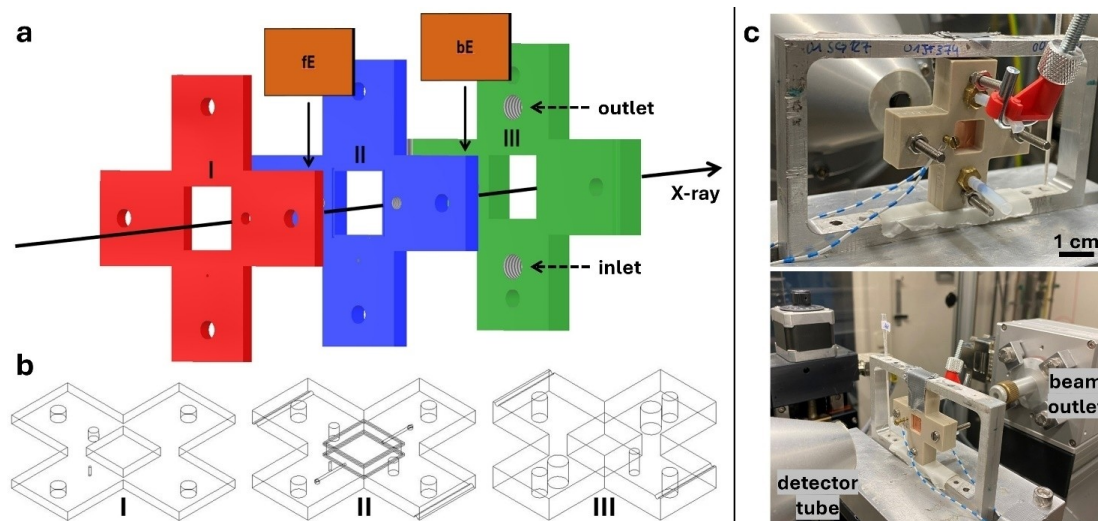 a
fE
bE
I
II
III
outlet
inlet
X-ray
b
I
II
III
c
1 cm
beam
outlet
detector
tube